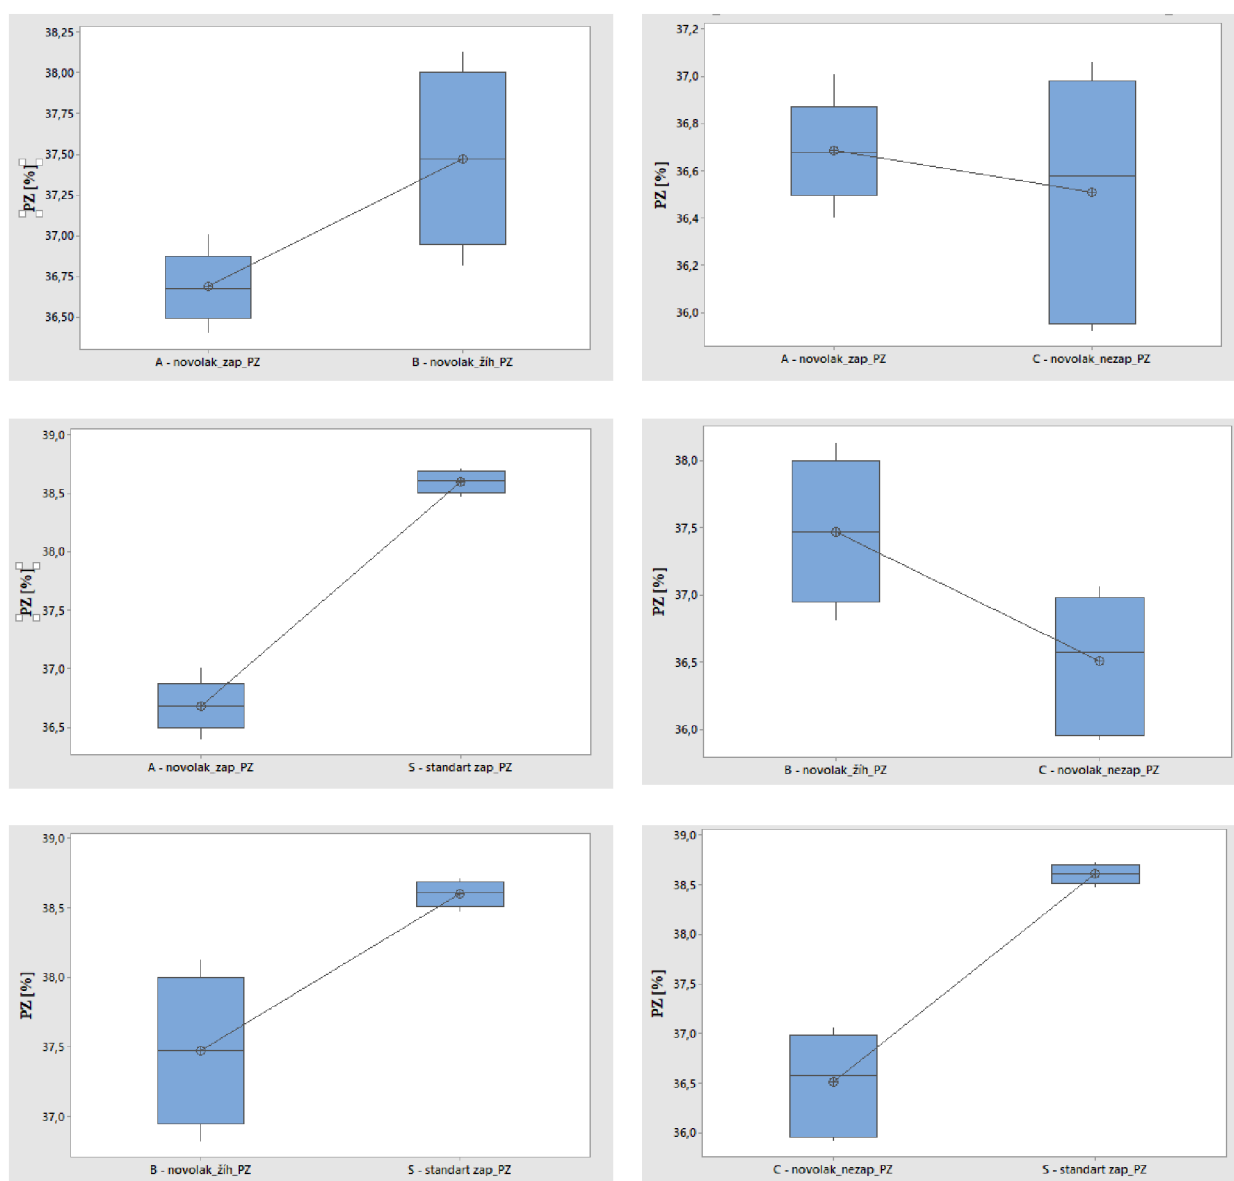 38,25
38,00
37,75
37,50
37,25
37,00
36,75
36,50
PZ [%]
A - novolak_zap_PZ
B - novolak_žíh_PZ
37,2
37,0
36,8
36,6
36,4
36,2
36,0
PZ [%]
A - novolak_zap_PZ
C - novolak_nezap_PZ
39,0
38,5
38,0
37,5
37,0
36,5
PZ [%]
A - novolak_zap_PZ
S - standart zap_PZ
38,0
37,5
37,0
36,5
36,0
PZ [%]
B - novolak_žíh_PZ
C - novolak_nezap_PZ
39,0
38,5
38,0
37,5
37,0
PZ [%]
B - novolak_žíh_PZ
S - standart zap_PZ
39,0
38,5
38,0
37,5
37,0
36,5
36,0
PZ [%]
C - novolak_nezap_PZ
S - standart zap_PZ